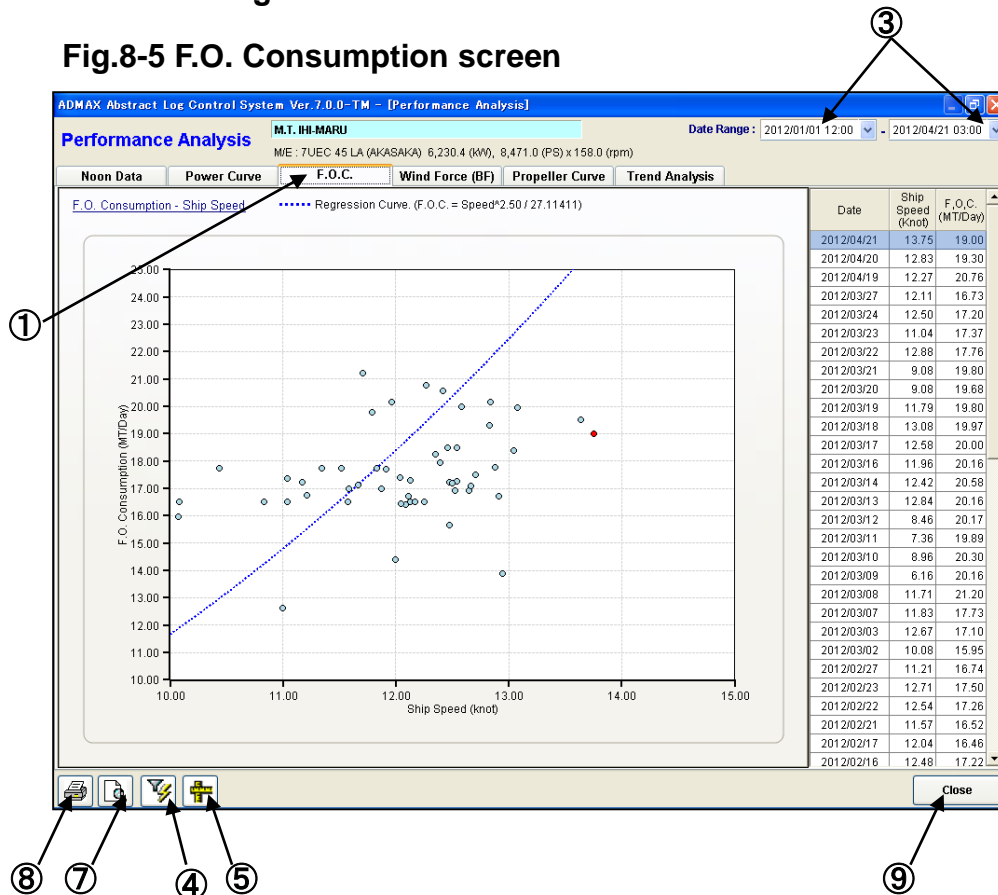 ③
Fig.8-5 F.O. Consumption screen
ADMAX Abstract Log Control System Ver.7.0.0-TM - [Performance Analysis]
Performance Analysis
M.T. IHI-MARU
Date Range : 2012/01/01 12:00 - 2012/04/21 03:00
M/E : 7UEC 45 LA (AKASAKA) 6,230.4 (kW), 8,471.0 (PS) x 158.0 (rpm)
Noon Data Power Curve F.O.C. Wind Force (BF) Propeller Curve Trend Analysis
F.O. Consumption - Ship Speed Regression Curve. (F.O.C. = Speed^2.50 / 27.11411)
①
25.00
24.00
23.00
22.00
21.00
20.00
19.00
18.00
17.00
16.00
15.00
14.00
13.00
12.00
11.00
10.00
F.O. Consumption (MT/Day)
10.00 11.00 12.00 13.00 14.00 15.00
Ship Speed (knot)
Date Ship Speed (Knot) F,O,C. (MT/Day)
2012/04/21 13.75 19.00
2012/04/20 12.83 19.30
2012/04/19 12.27 20.76
2012/03/27 12.11 16.73
2012/03/24 12.50 17.20
2012/03/23 11.04 17.37
2012/03/22 12.88 17.76
2012/03/21 9.08 19.80
2012/03/20 9.08 19.68
2012/03/19 11.79 19.80
2012/03/18 13.08 19.97
2012/03/17 12.58 20.00
2012/03/16 11.96 20.16
2012/03/14 12.42 20.58
2012/03/13 12.84 20.16
2012/03/12 8.46 20.17
2012/03/11 7.36 19.89
2012/03/10 8.96 20.30
2012/03/09 6.16 20.16
2012/03/08 11.71 21.20
2012/03/07 11.83 17.73
2012/03/03 12.67 17.10
2012/03/02 10.08 15.95
2012/02/27 11.21 16.74
2012/02/23 12.71 17.50
2012/02/22 12.54 17.26
2012/02/21 11.57 16.52
2012/02/17 12.04 16.46
2012/02/16 12.48 17.22
Close
⑧ ⑦ ④ ⑤ ⑨